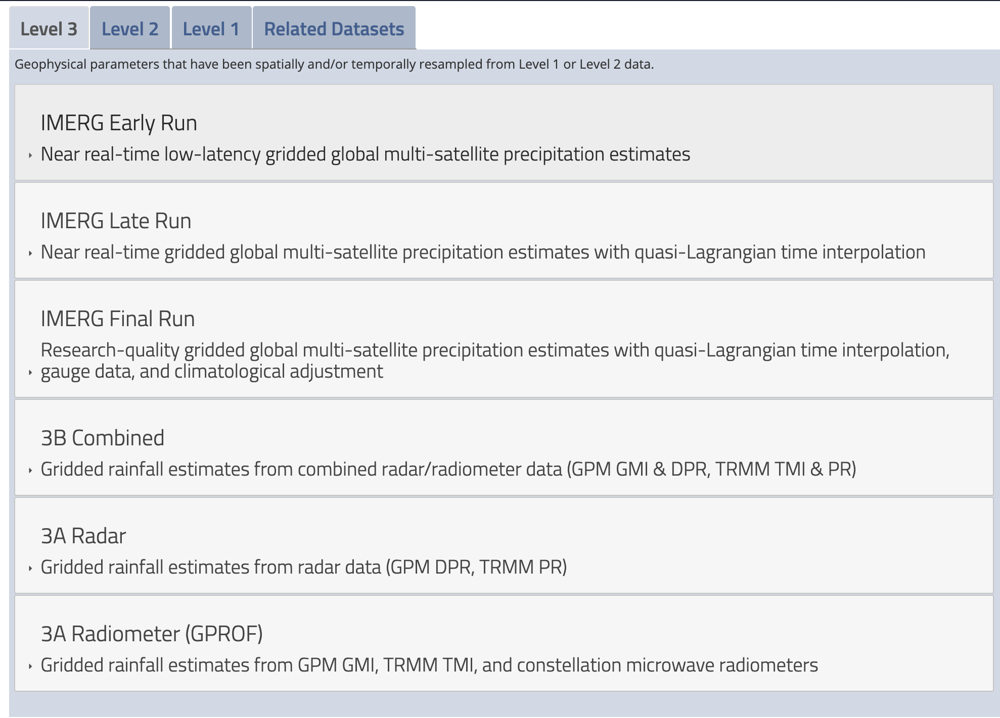 Level 3 Level 2 Level 1 Related Datasets
Geophysical parameters that have been spatially and/or temporally resampled from Level 1 or Level 2 data.
IMERG Early Run
Near real-time low-latency gridded global multi-satellite precipitation estimates
IMERG Late Run
Near real-time gridded global multi-satellite precipitation estimates with quasi-Lagrangian time interpolation
IMERG Final Run
Research-quality gridded global multi-satellite precipitation estimates with quasi-Lagrangian time interpolation,
gauge data, and climatological adjustment
3B Combined
Gridded rainfall estimates from combined radar/radiometer data (GPM GMI & DPR, TRMM TMI & PR)
3A Radar
Gridded rainfall estimates from radar data (GPM DPR, TRMM PR)
3A Radiometer (GPROF)
Gridded rainfall estimates from GPM GMI, TRMM TMI, and constellation microwave radiometers